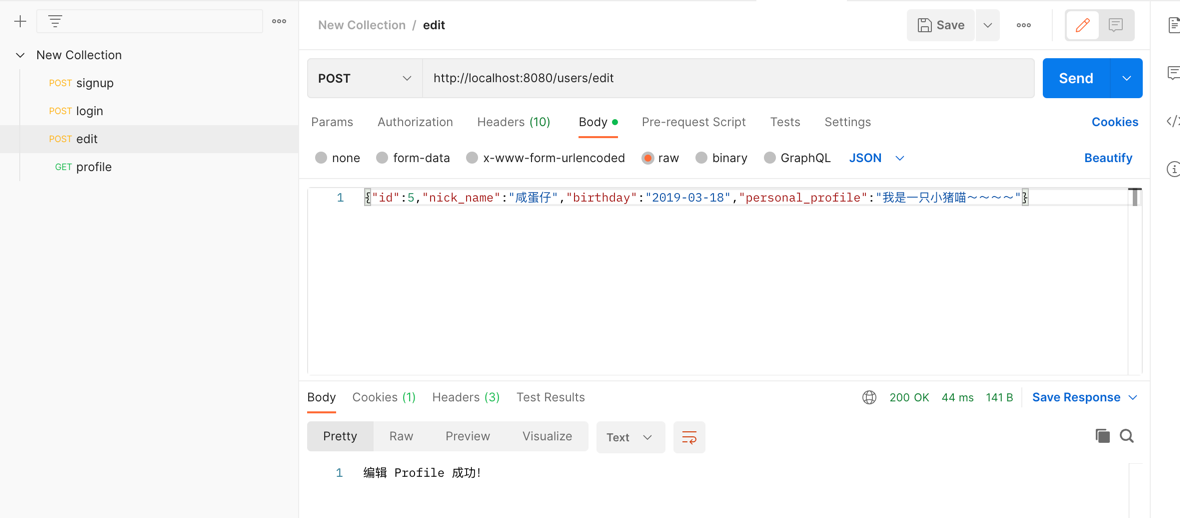 New Collection / edit
Save
New Collection
POST signup
POST login
POST edit
GET profile
POST http://localhost:8080/users/edit Send
Params Authorization Headers (10) Body Pre-request Script Tests Settings Cookies
none form-data x-www-form-urlencoded raw binary GraphQL JSON Beautify
1 {"id":5,"nick_name":"咸蛋仔","birthday":"2019-03-18","personal_profile":"我是一只小猪喵～～～～"}
Body Cookies (1) Headers (3) Test Results 200 OK 44 ms 141 B Save Response
Pretty Raw Preview Visualize Text
1 编辑 Profile 成功!